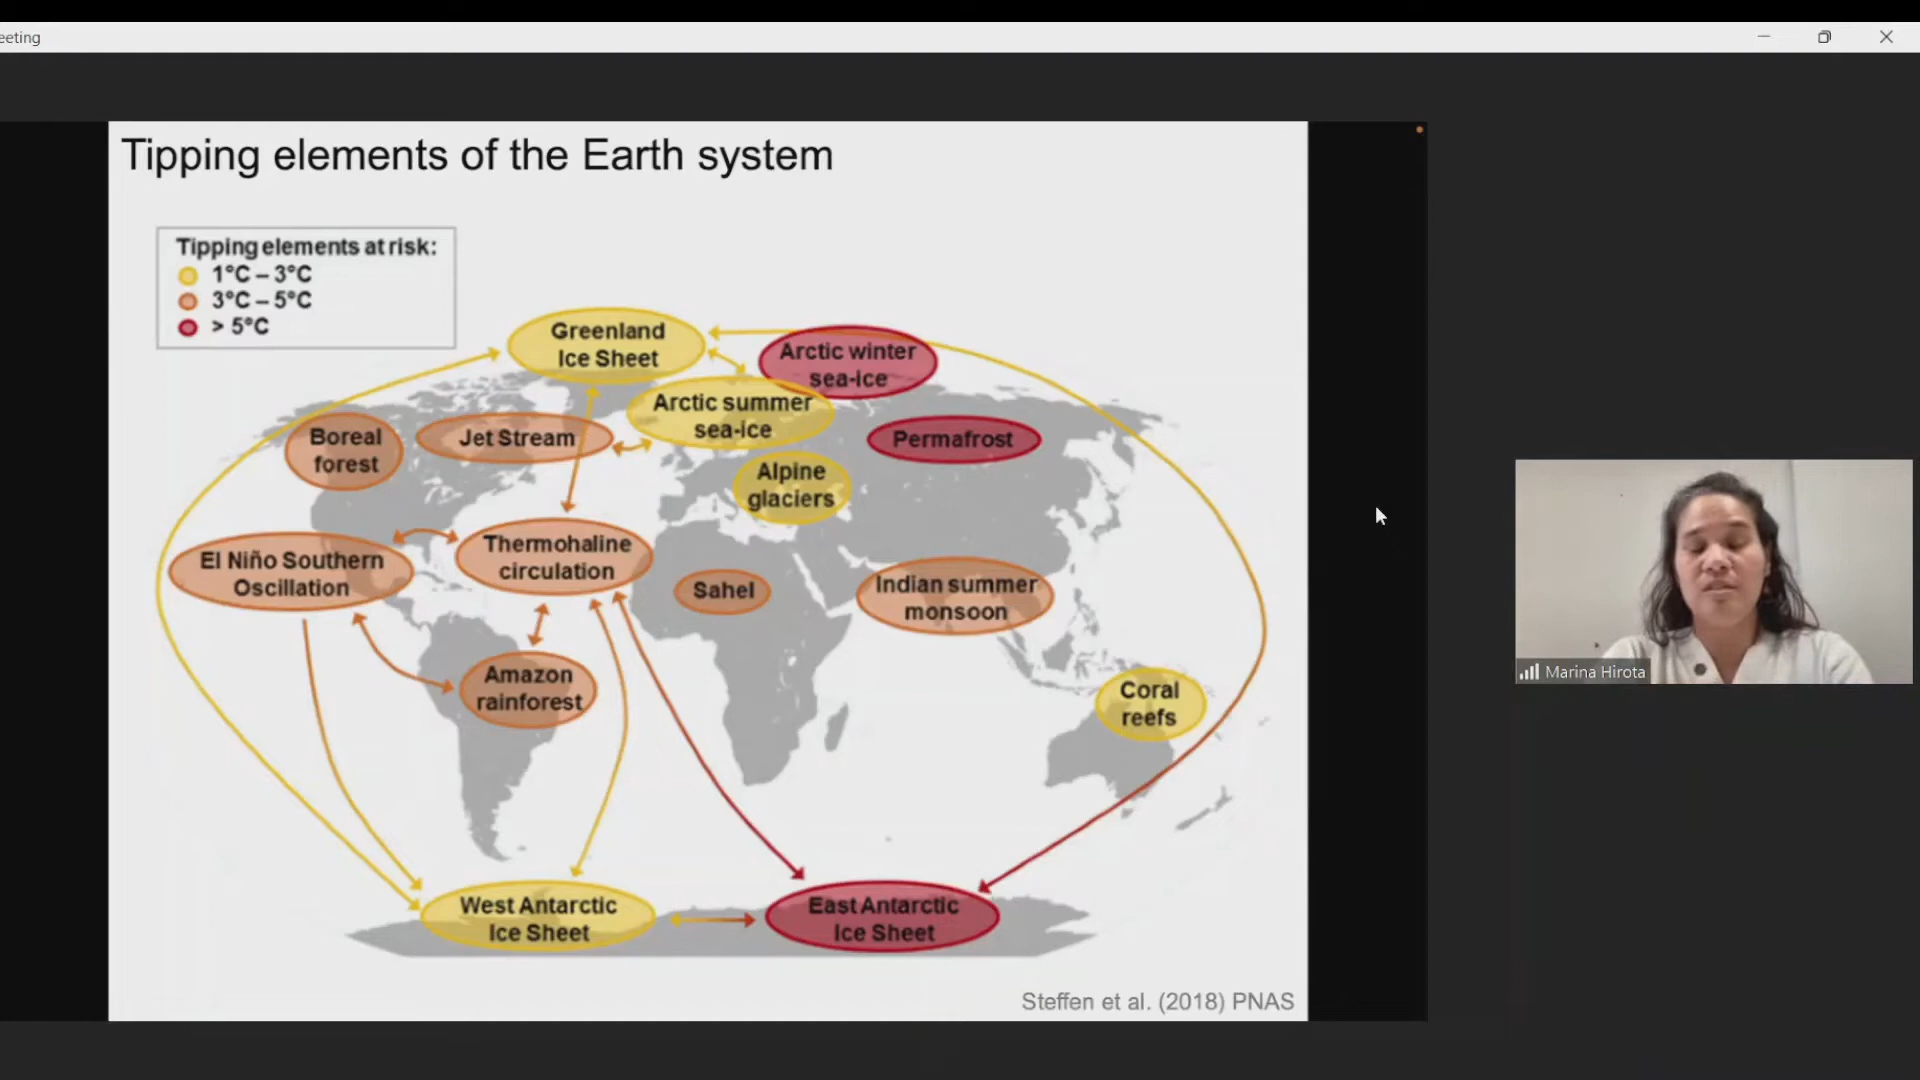 eeting
Tipping elements of the Earth system
Tipping elements at risk:
1°C – 3°C
3°C – 5°C
> 5°C
Greenland
Ice Sheet
Arctic winter
sea-ice
Arctic summer
sea-ice
Boreal
forest
Jet Stream
Permafrost
Alpine
glaciers
El Niño Southern
Oscillation
Thermohaline
circulation
Sahel
Indian summer
monsoon
Amazon
rainforest
Coral
reefs
West Antarctic
Ice Sheet
East Antarctic
Ice Sheet
Steffen et al. (2018) PNAS
Marina Hirota